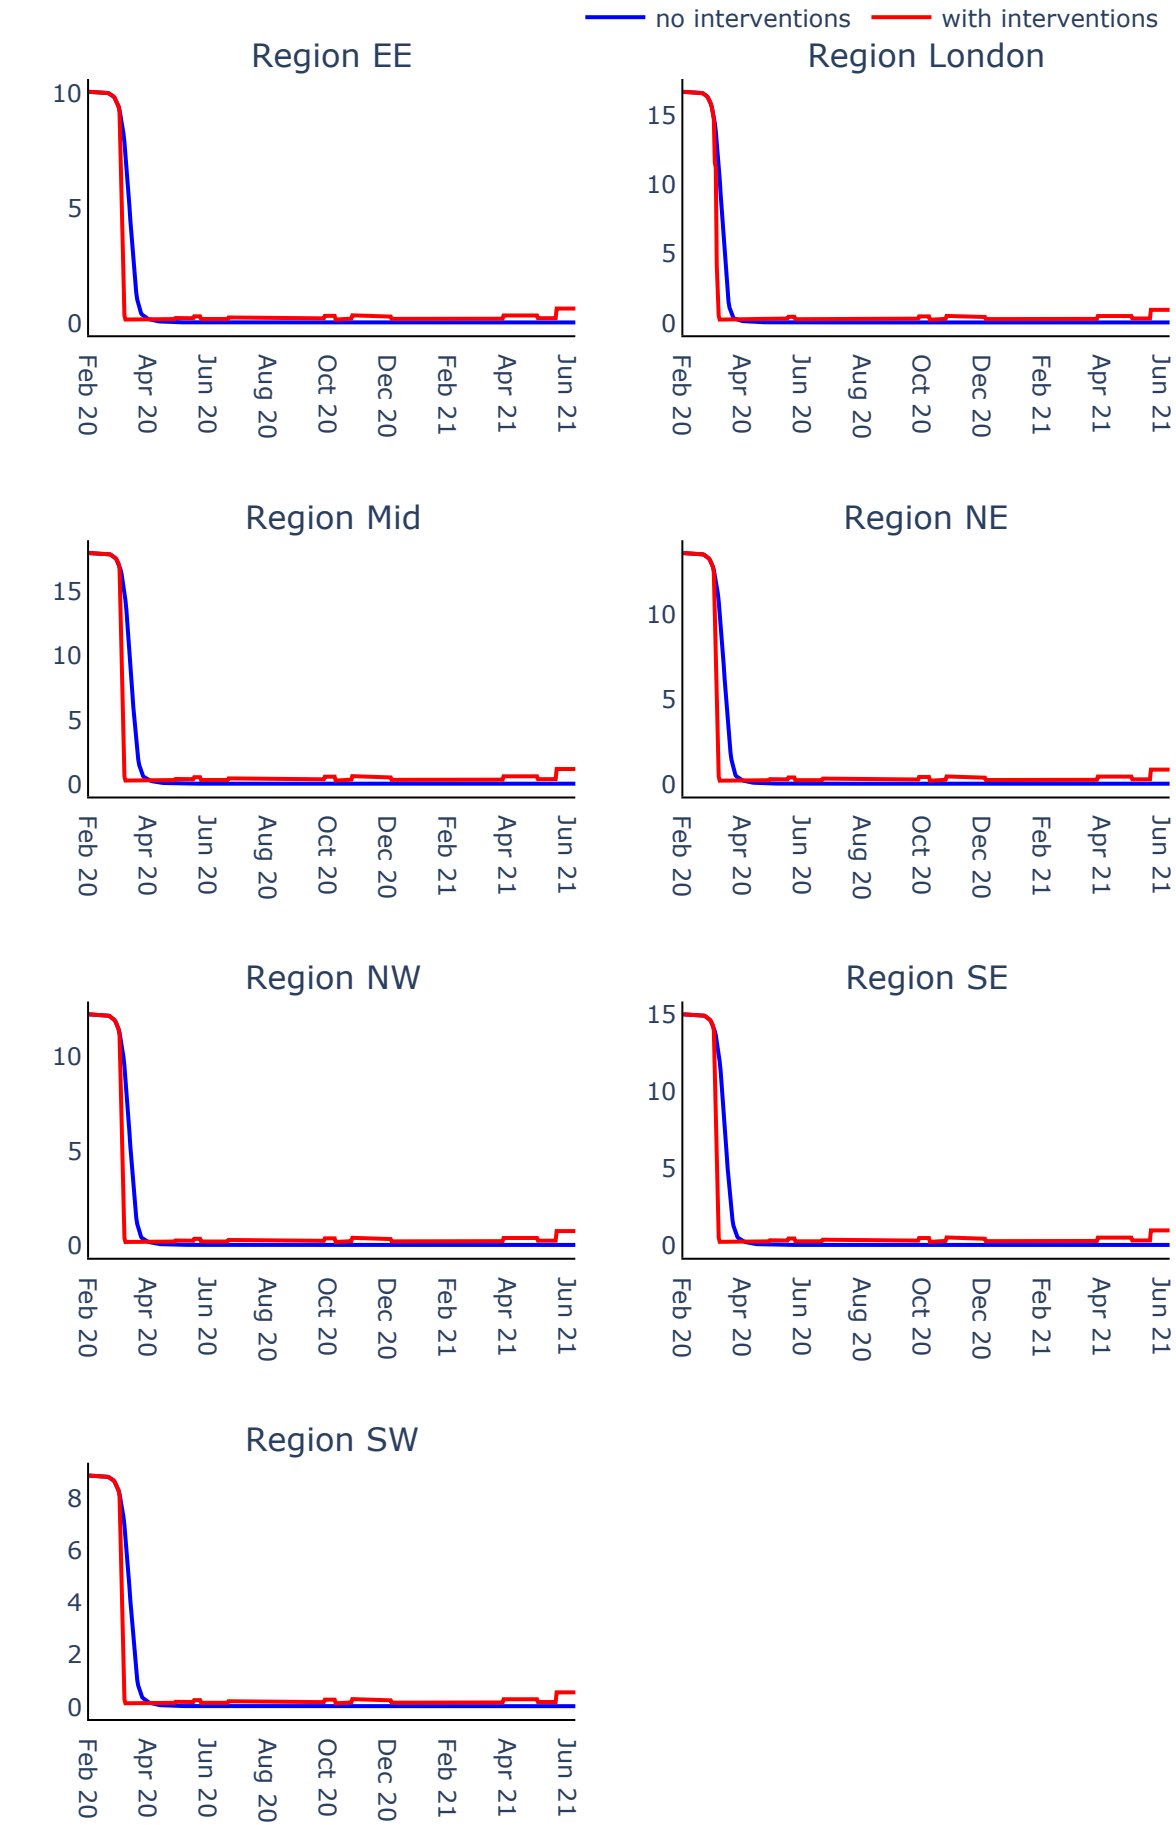 no interventions with interventions
Region EE
10
5
0
Feb 20 Apr 20 Jun 20 Aug 20 Oct 20 Dec 20 Feb 21 Apr 21 Jun 21
Region London
15
10
5
0
Feb 20 Apr 20 Jun 20 Aug 20 Oct 20 Dec 20 Feb 21 Apr 21 Jun 21
Region Mid
15
10
5
0
Feb 20 Apr 20 Jun 20 Aug 20 Oct 20 Dec 20 Feb 21 Apr 21 Jun 21
Region NE
10
5
0
Feb 20 Apr 20 Jun 20 Aug 20 Oct 20 Dec 20 Feb 21 Apr 21 Jun 21
Region NW
10
5
0
Feb 20 Apr 20 Jun 20 Aug 20 Oct 20 Dec 20 Feb 21 Apr 21 Jun 21
Region SE
15
10
5
0
Feb 20 Apr 20 Jun 20 Aug 20 Oct 20 Dec 20 Feb 21 Apr 21 Jun 21
Region SW
8
6
4
2
0
Feb 20 Apr 20 Jun 20 Aug 20 Oct 20 Dec 20 Feb 21 Apr 21 Jun 21